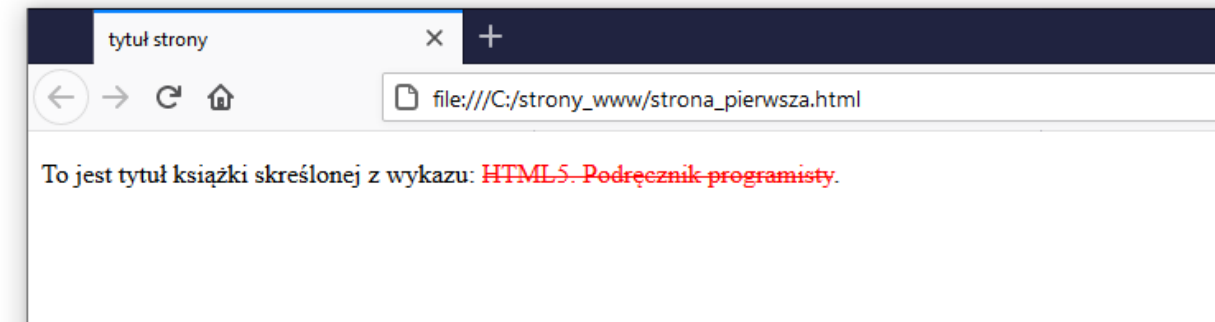 tytuł strony
file:///C:/strony_www/strona_pierwsza.html
To jest tytuł książki skreślonej z wykazu: HTML5. Podręcznik programisty.